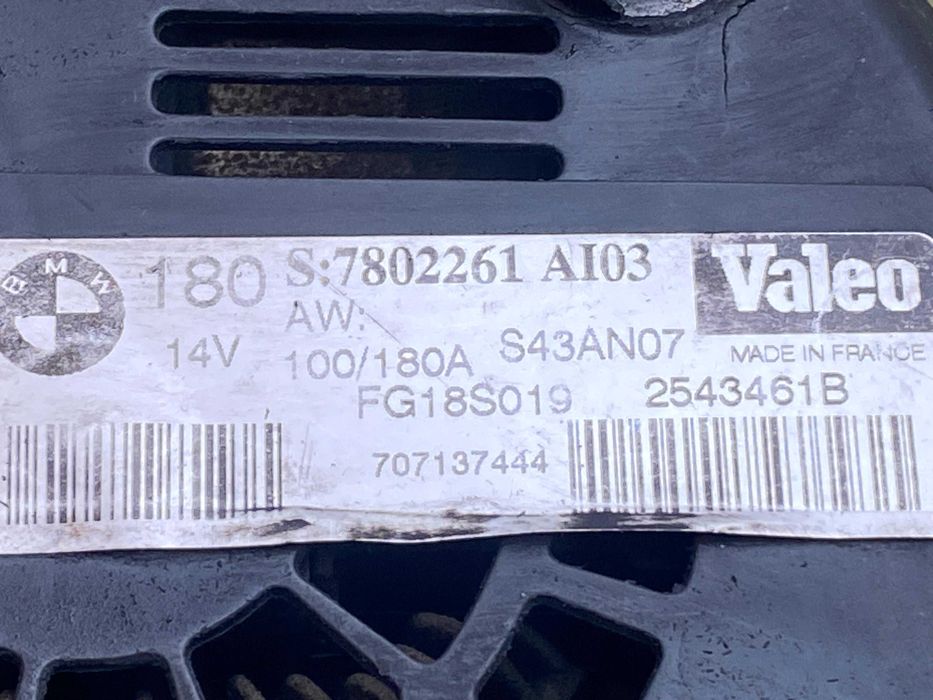 BMW
180 S:7802261 AI03 Valeo
AW:
14V 100/180A S43AN07 MADE IN FRANCE
FG18S019 2543461B
707137444